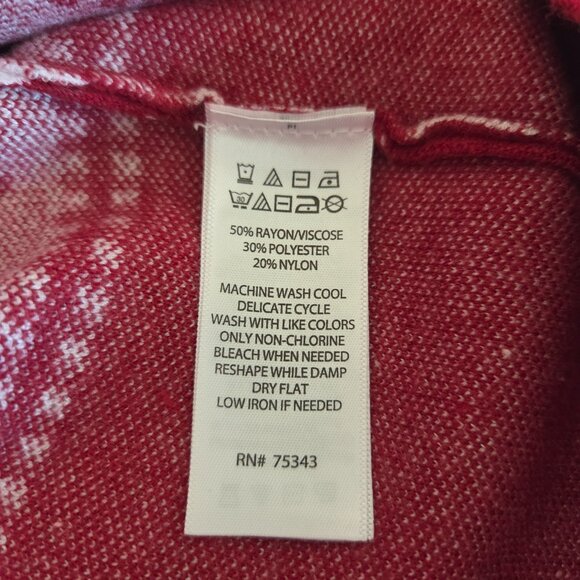 30
50% RAYON/VISCOSE
30% POLYESTER
20% NYLON
MACHINE WASH COOL
DELICATE CYCLE
WASH WITH LIKE COLORS
ONLY NON-CHLORINE
BLEACH WHEN NEEDED
RESHAPE WHILE DAMP
DRY FLAT
LOW IRON IF NEEDED
RN# 75343